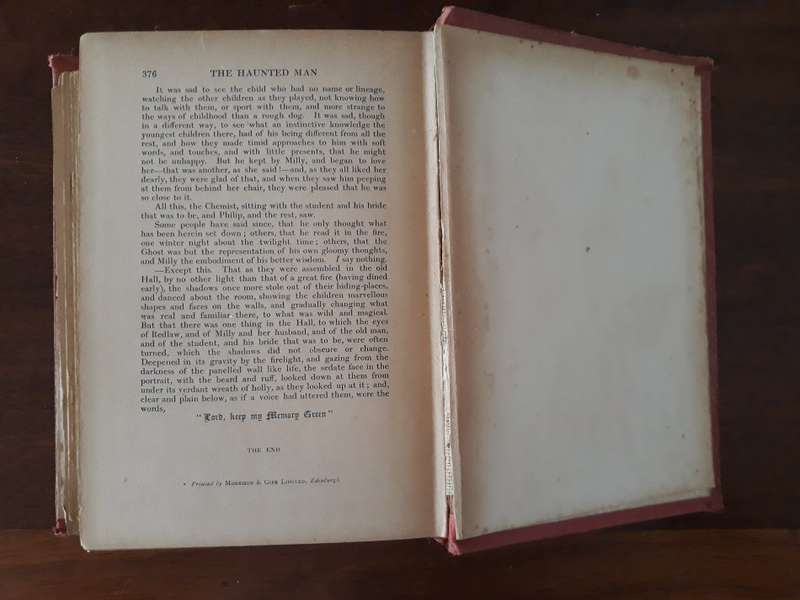 376 THE HAUNTED MAN
It was sad to see the child who had no name or lineage,
watching the other children as they played, not knowing how
to talk with them, or sport with them, and more strange to
the ways of childhood than a rough dog. It was sad, though
in a different way, to see what an instinctive knowledge the
youngest children there, had of his being different from all the
rest, and how they made timid approaches to him with soft
words, and touches, and with little presents, that he might
not be unhappy. But he kept by Milly, and began to love
her—that was another, as she said!—and, as they all liked her
dearly, they were glad of that, and when they saw him peeping
at them from behind her chair, they were pleased that he was
so close to it.
All this, the Chemist, sitting with the student and his bride
that was to be, and Philip, and the rest, saw.
Some people have said since, that he only thought what
has been herein set down; others, that he read it in the fire,
one winter night about the twilight time; others, that the
Ghost was but the representation of his own gloomy thoughts,
and Milly the embodiment of his better wisdom. I say nothing.
—Except this. That as they were assembled in the old
Hall, by no other light than that of a great fire (having dined
early), the shadows once more stole out of their hiding-places,
and danced about the room, showing the children marvellous
shapes and faces on the walls, and gradually changing what
was real and familiar there, to what was wild and magical.
But that there was one thing in the Hall, to which the eyes
of Redlaw, and of Milly and her husband, and of the old man,
and of the student, and his bride that was to be, were often
turned, which the shadows did not obscure or change.
Deepened in its gravity by the firelight, and gazing from the
darkness of the panelled wall like life, the sedate face in the
portrait, with the beard and ruff, looked down at them from
under its verdant wreath of holly, as they looked up at it; and,
clear and plain below, as if a voice had uttered them, were the
words,
"Lord, keep my Memory Green"
THE END
Printed by MORRISON & GIBB LIMITED, Edinburgh